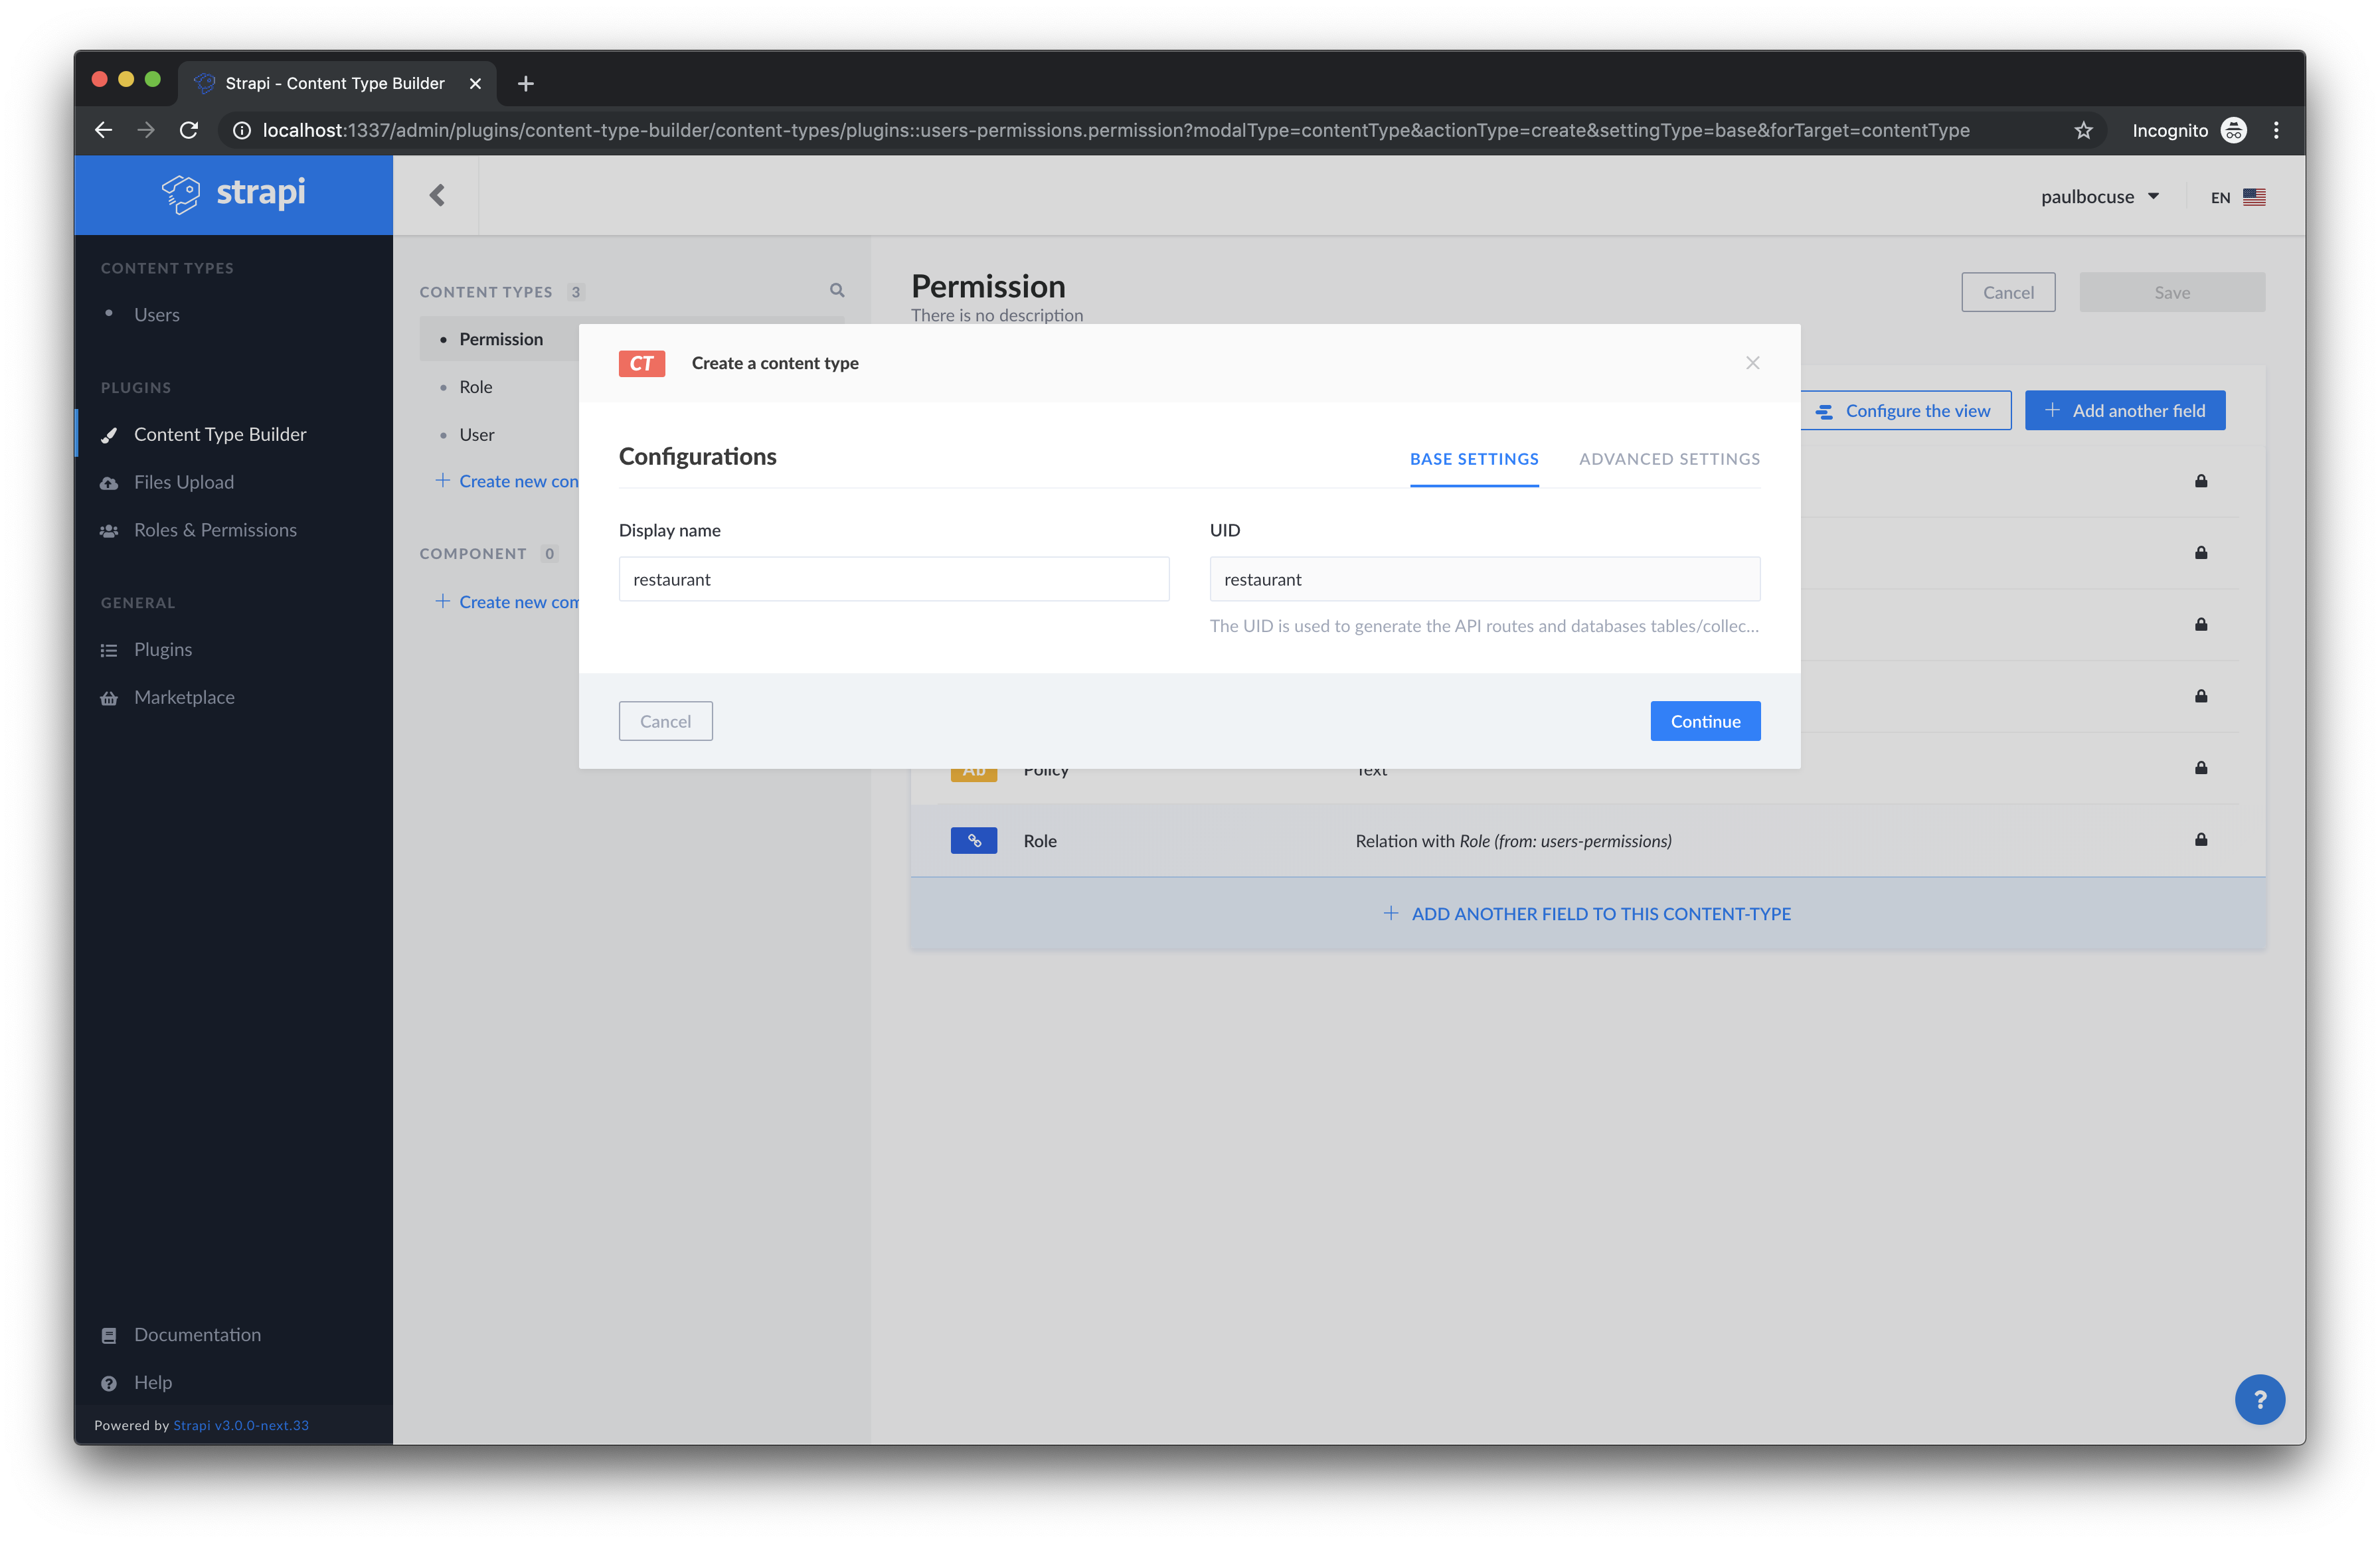 Strapi - Content Type Builder
localhost:1337/admin/plugins/content-type-builder/content-types/plugins::users-permissions.permission?modalType=contentType&actionType=create&settingType=base&forTarget=contentType
Incognito
strapi
paulbocuse
EN
CONTENT TYPES
Users
PLUGINS
Content Type Builder
Files Upload
Roles & Permissions
GENERAL
Plugins
Marketplace
Documentation
Help
Powered by Strapi v3.0.0-next.33
CONTENT TYPES 3
Permission
Role
User
+ Create new con
COMPONENT 0
+ Create new com
Permission
There is no description
Cancel
Save
Configure the view
+ Add another field
CT Create a content type
Configurations
BASE SETTINGS
ADVANCED SETTINGS
Display name
restaurant
UID
restaurant
The UID is used to generate the API routes and databases tables/collec...
Cancel
Continue
Ab Policy Text
Role Relation with Role (from: users-permissions)
+ ADD ANOTHER FIELD TO THIS CONTENT-TYPE
?